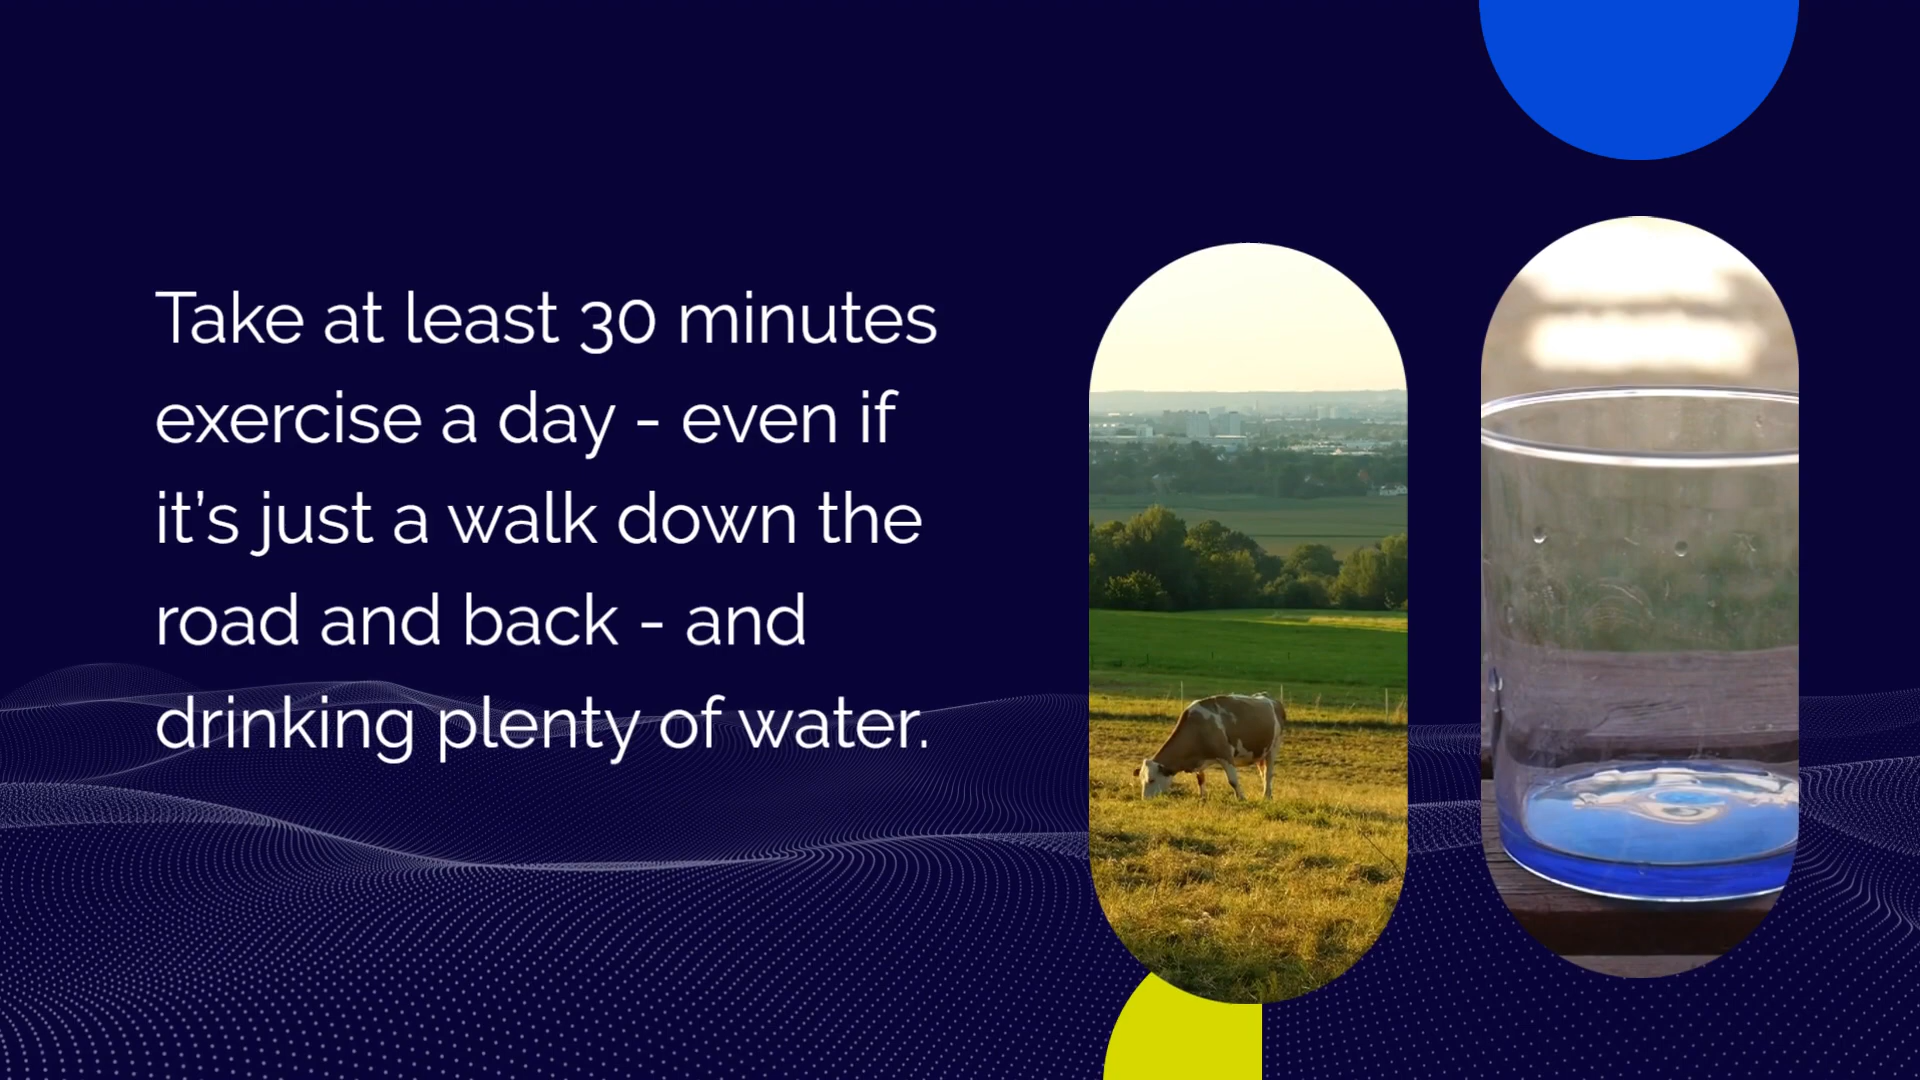 Take at least 30 minutes
exercise a day - even if
it’s just a walk down the
road and back - and
drinking plenty of water.